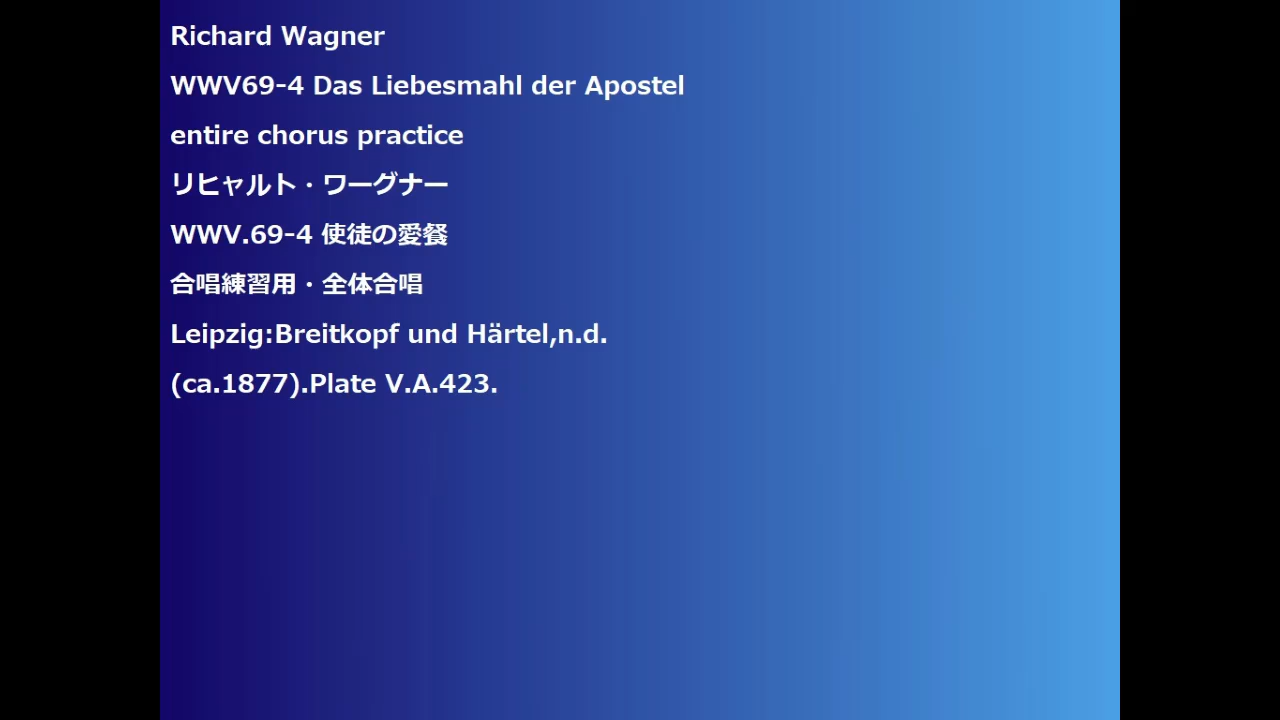 Richard Wagner
WWV69-4 Das Liebesmahl der Apostel
entire chorus practice
リヒャルト・ワーグナー
WWV.69-4 使徒の愛餐
合唱練習用・全体合唱
Leipzig:Breitkopf und Härtel,n.d.
(ca.1877).Plate V.A.423.